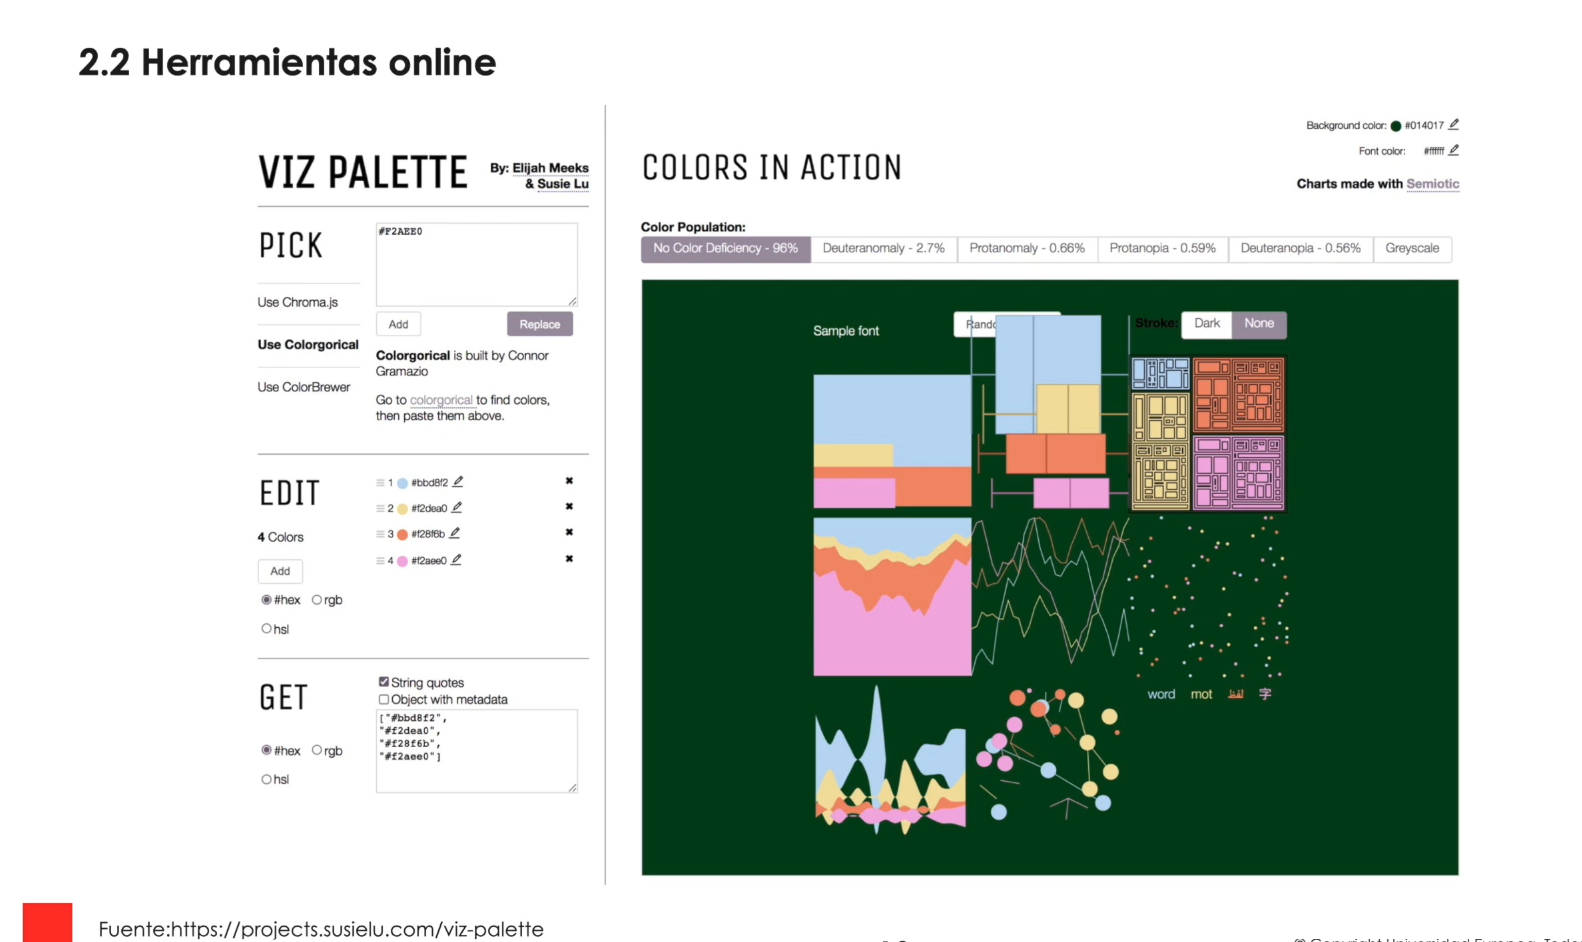 2.2 Herramientas online
VIZ PALETTE
By: Elijah Meeks
& Susie Lu
PICK
#F2AEE0
Use Chroma.js
Add
Replace
Use Colorgorical
Colorgorical is built by Connor
Gramazio
Use ColorBrewer
Go to colorgorical to find colors,
then paste them above.
EDIT
1 #bbd8f2
2 #f2dea0
3 #f28f6b
4 #f2aee0
4 Colors
Add
#hex rgb
hsl
GET
String quotes
Object with metadata
["#bbd8f2",
"#f2dea0",
"#f28f6b",
"#f2aee0"]
#hex rgb
hsl
COLORS IN ACTION
Background color: #014017
Font color: #ffffff
Charts made with Semiotic
Color Population:
No Color Deficiency - 96% Deuteranomaly - 2.7% Protanomaly - 0.66% Protanopia - 0.59% Deuteranopia - 0.56% Greyscale
Sample font
Stroke: Dark None
word mot 字
Fuente:https://projects.susielu.com/viz-palette